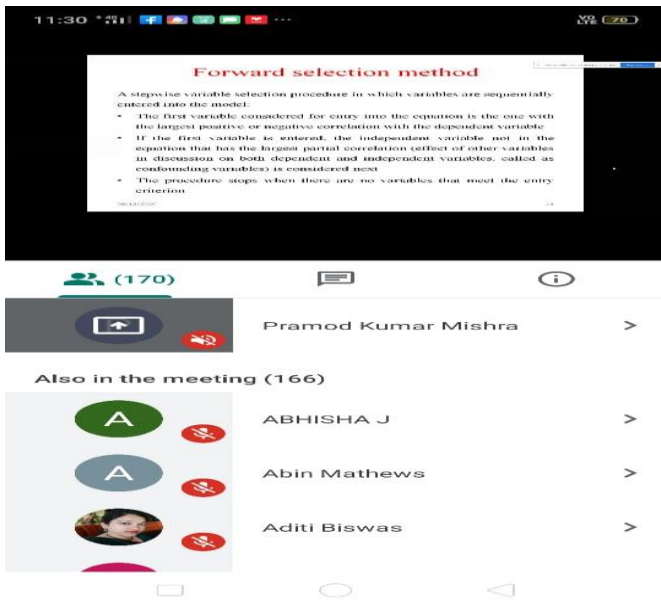 11:30
4G
VO
LTE
70
Forward selection method
A stepwise variable selection procedure in which variables are sequentially
entered into the model:
• The first variable considered for entry into the equation is the one with
the largest positive or negative correlation with the dependent variable
• If the first variable is entered, the independent variable not in the
equation that has the largest partial correlation (effect of other variables
in discussion on both dependent and independent variables, called as
confounding variables) is considered next
• The procedure stops when there are no variables that meet the entry
criterion
(170)
Pramod Kumar Mishra
Also in the meeting (166)
A
ABHISHA J
A
Abin Mathews
Aditi Biswas